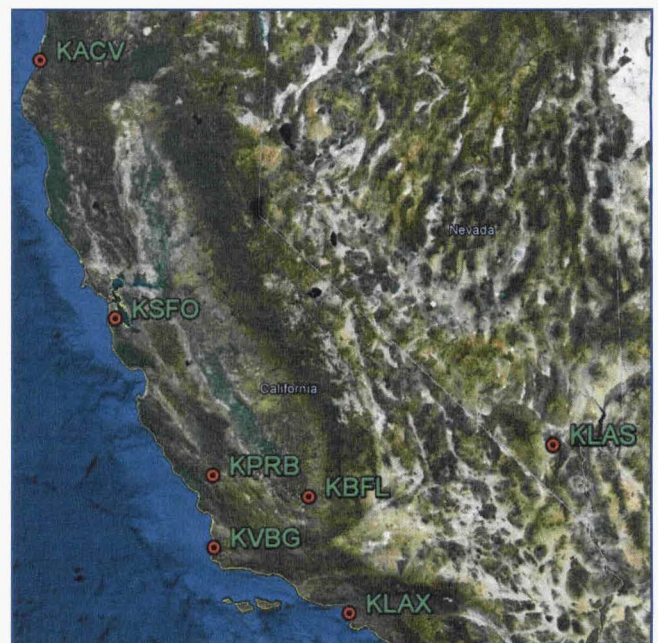 KACV
Nevada
KSFO
California
KLAS
KPRB
KBFL
KVBG
KLAX